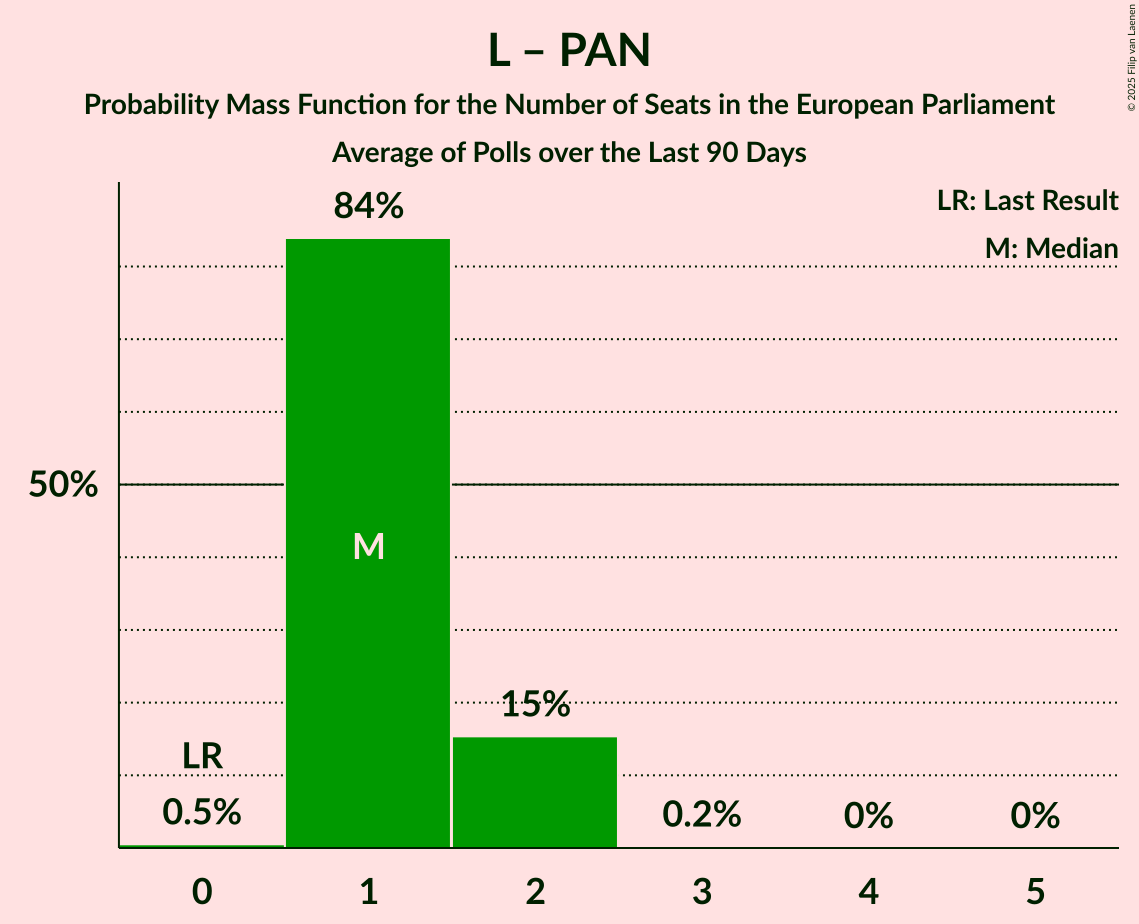 L – PAN
Probability Mass Function for the Number of Seats in the European Parliament
Average of Polls over the Last 90 Days
© 2025 Filip van Laenen
LR: Last Result
M: Median
84%
50%
M
15%
LR
0.5%
0.2%
0%
0%
0
1
2
3
4
5